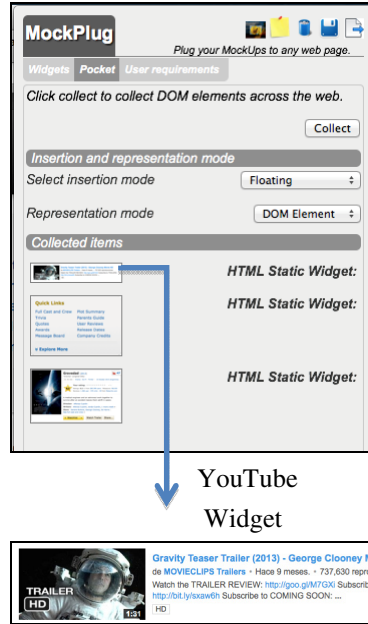 MockPlug
Plug your MockUps to any web page.
Widgets Pocket User requirements
Click collect to collect DOM elements across the web.
Collect
Insertion and representation mode
Select insertion mode Floating
Representation mode DOM Element
Collected items
HTML Static Widget:
Quick Links
HTML Static Widget:
Full Cast and Crew Plot Summary
Trivia Parents Guide
Quotes User Reviews
Awards Release Dates
Message Board Company Credits
Explore More
HTML Static Widget:
YouTube
Widget
Gravity Teaser Trailer (2013) - George Clooney M
de MOVIECLIPS Trailers • Hace 9 meses. • 737,630 repro
Watch the TRAILER REVIEW: http://goo.gl/M7GXi Subscrib
http://bit.ly/sxaw6h Subscribe to COMING SOON: ...
HD
TRAILER
HD
1:31